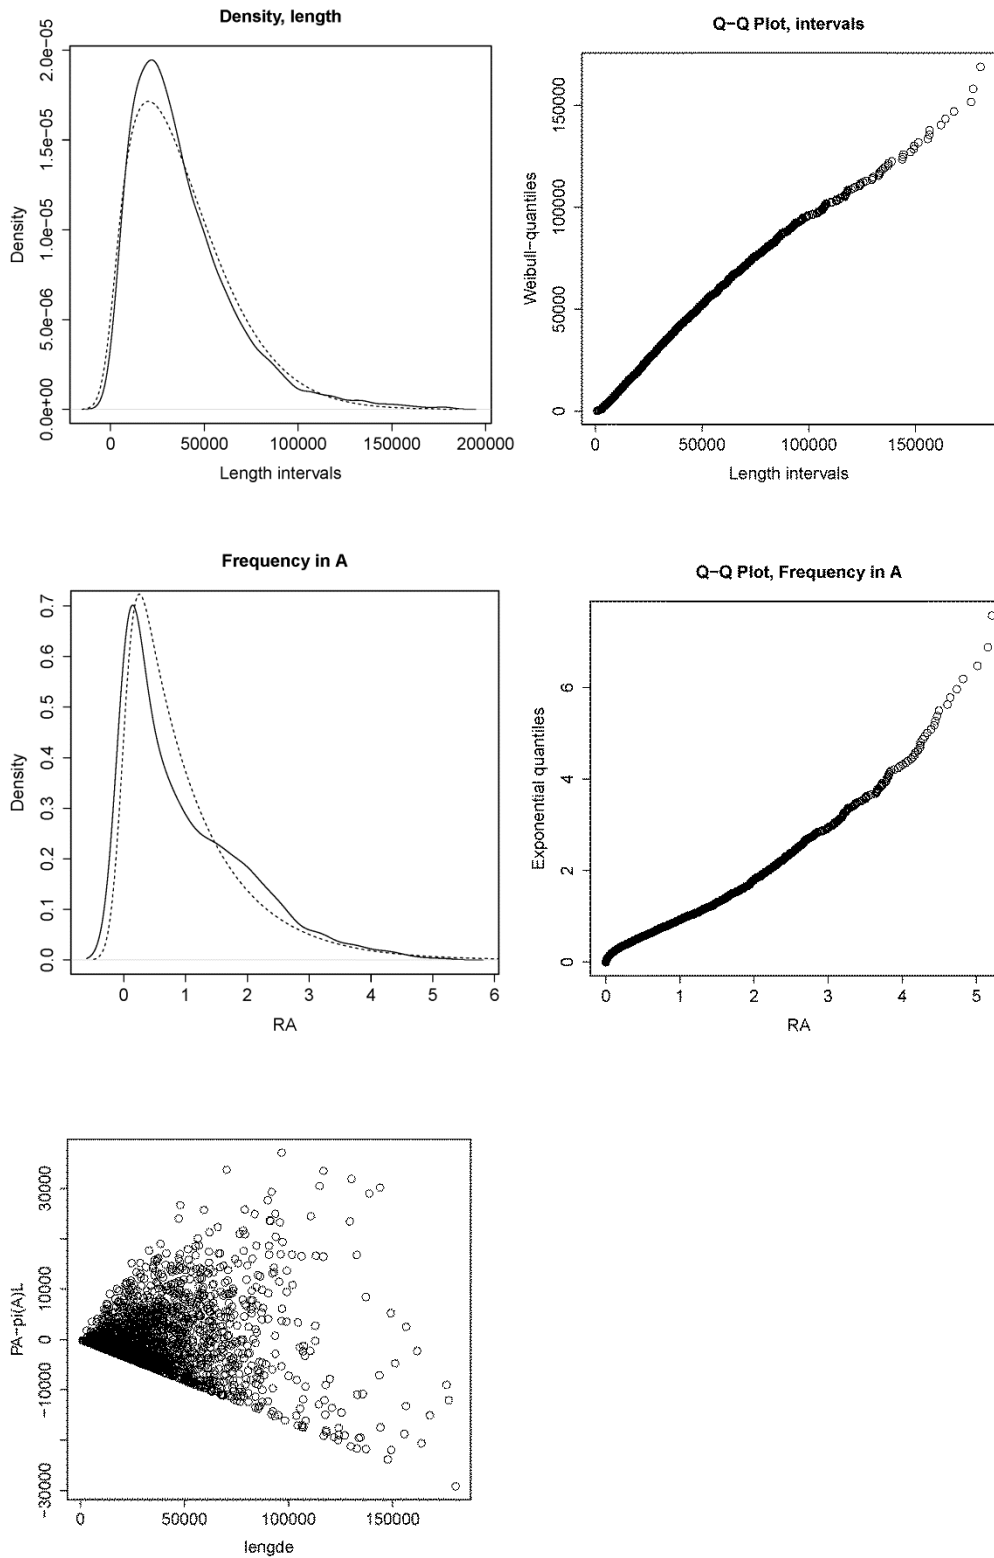 Density, length
Density
0.0e+00 5.0e-06 1.0e-05 1.5e-05 2.0e-05
0 50000 100000 150000 200000
Length intervals
Q-Q Plot, intervals
Weibull-quantiles
0 50000 100000 150000
0 50000 100000 150000
Length intervals
Frequency in A
Density
0.0 0.1 0.2 0.3 0.4 0.5 0.6 0.7
0 1 2 3 4 5 6
RA
Q-Q Plot, Frequency in A
Exponential quantiles
0 2 4 6
0 1 2 3 4 5
RA
PA-pi(A)L
-30000 -10000 0 10000 30000
0 50000 100000 150000
lengde